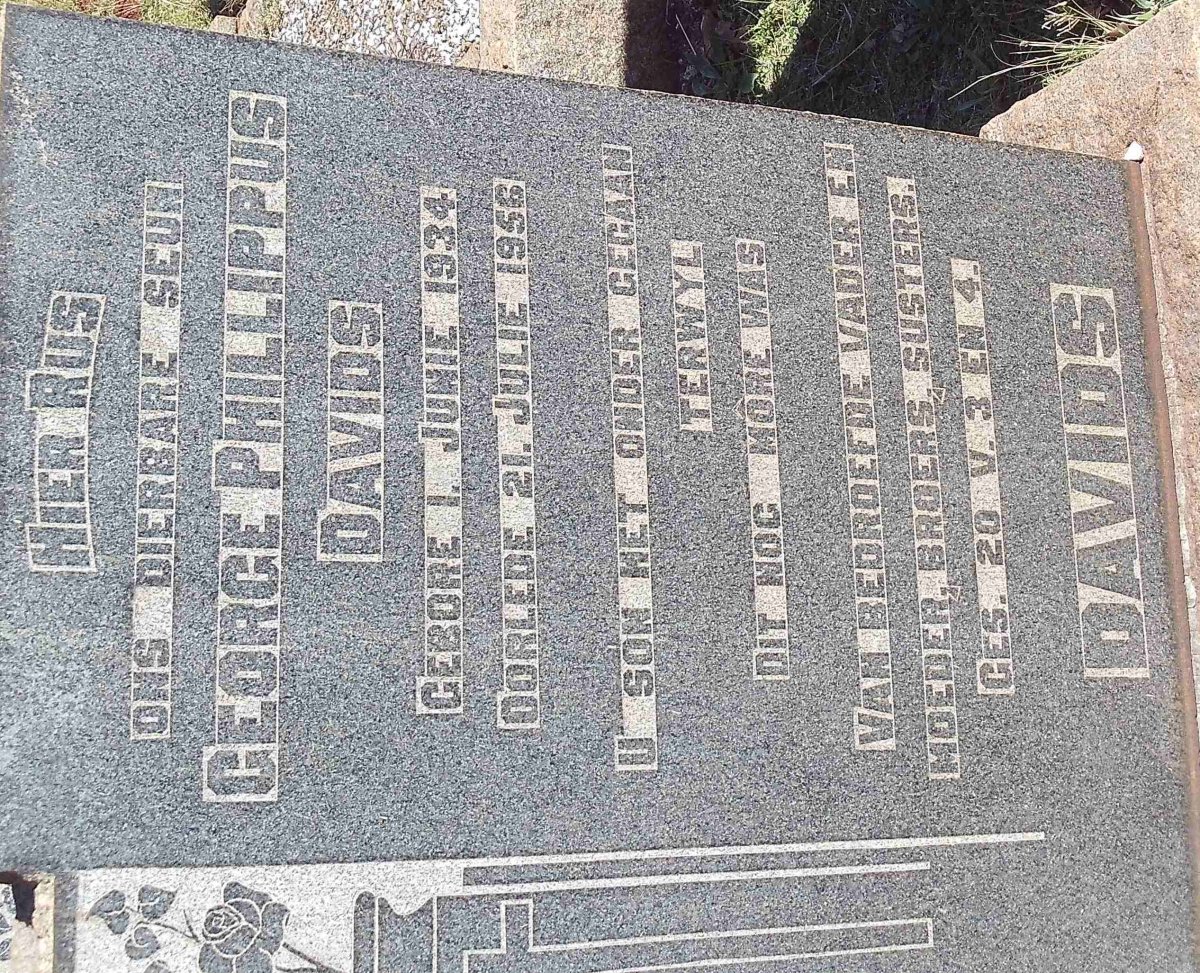 HIER RUS
ONS DIERBARE SEUN
GEORGE PHILLIPPUS
DAVIDS
GEBORE 1. JUNIE 1934
OORLEDE 21. JULIE 1956
U SON HET ONDER GEGAAN
TERWYL
DIT NOG MÔRE WAS
VAN BEDROEFDE VADER EN
MOEDER, BROERS, SUSTERS.
GES. 20 V. 3 EN 4.
DAVIDS